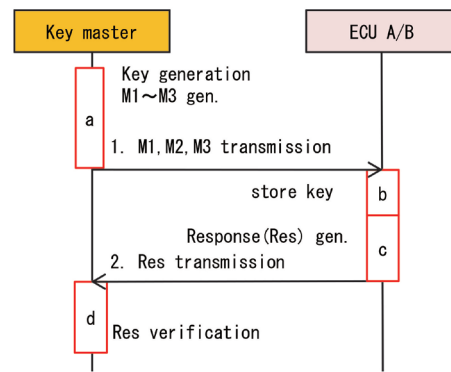 Key master
ECU A/B
Key generation
M1～M3 gen.
a
1. M1,M2,M3 transmission
store key
b
Response(Res) gen.
c
2. Res transmission
d
Res verification